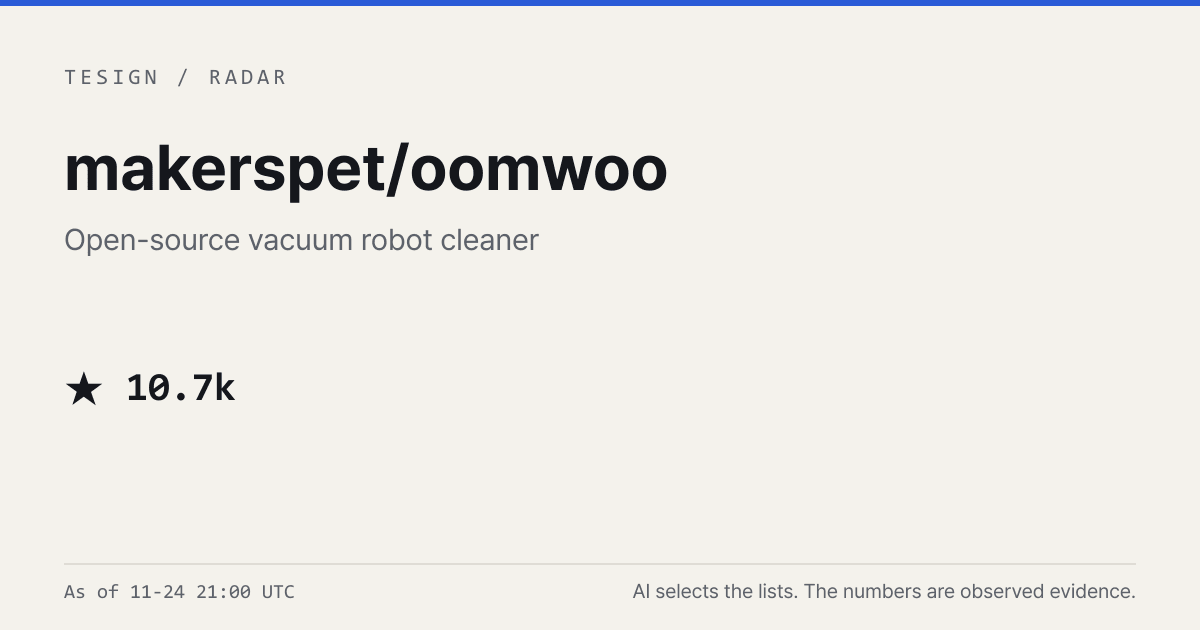 TESIGN / RADAR
makerspet/oomwoo
Open-source vacuum robot cleaner
★ 10.7k
As of 11-24 21:00 UTC
AI selects the lists. The numbers are observed evidence.